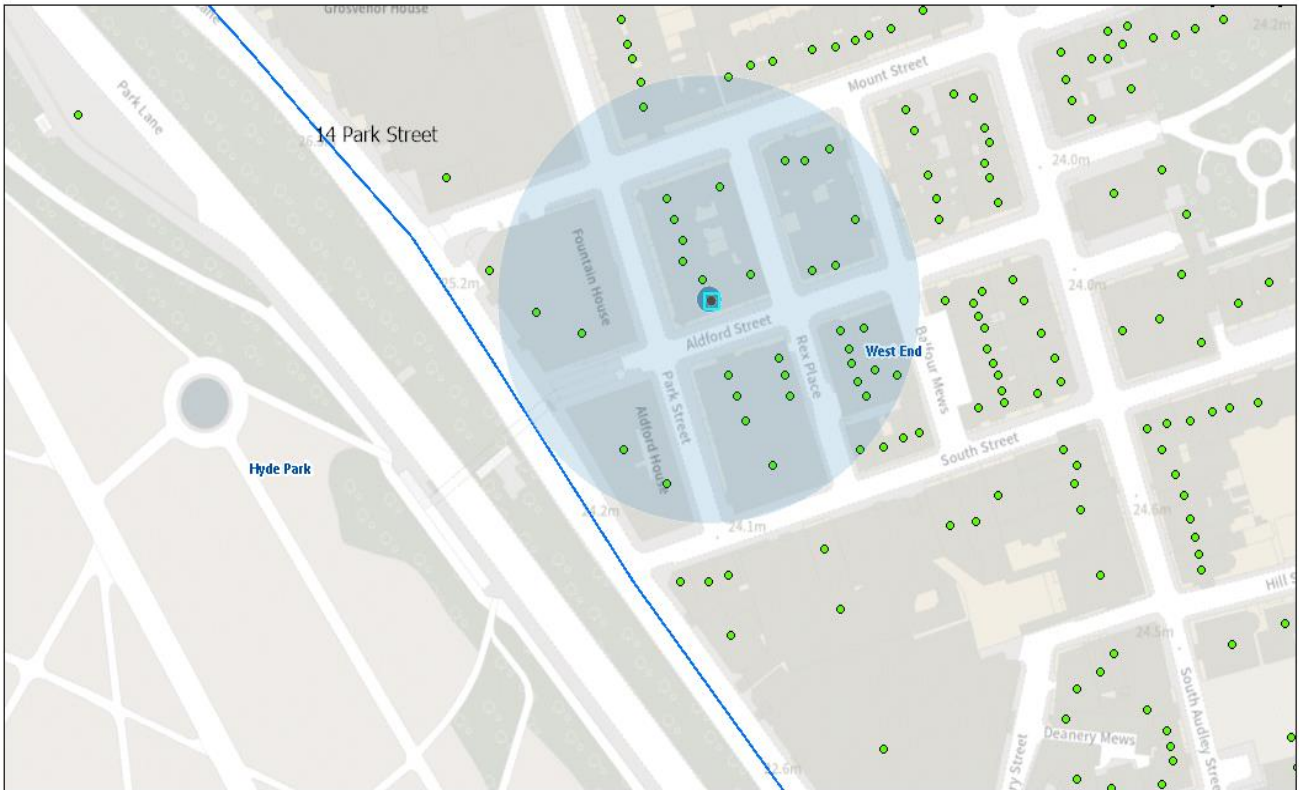 Grosvenor House
24.2m
Park Lane
Mount Street
14 Park Street
24.0m
Fountain House
25.2m
24.0m
Aldford Street
Rex Place
West End
Balfour Mews
Park Street
Aldford House
South Street
Hyde Park
24.2m
24.1m
24.6m
Hill S
24.5m
South Audley Stree
Deanery Mews
ry Street
22.6m